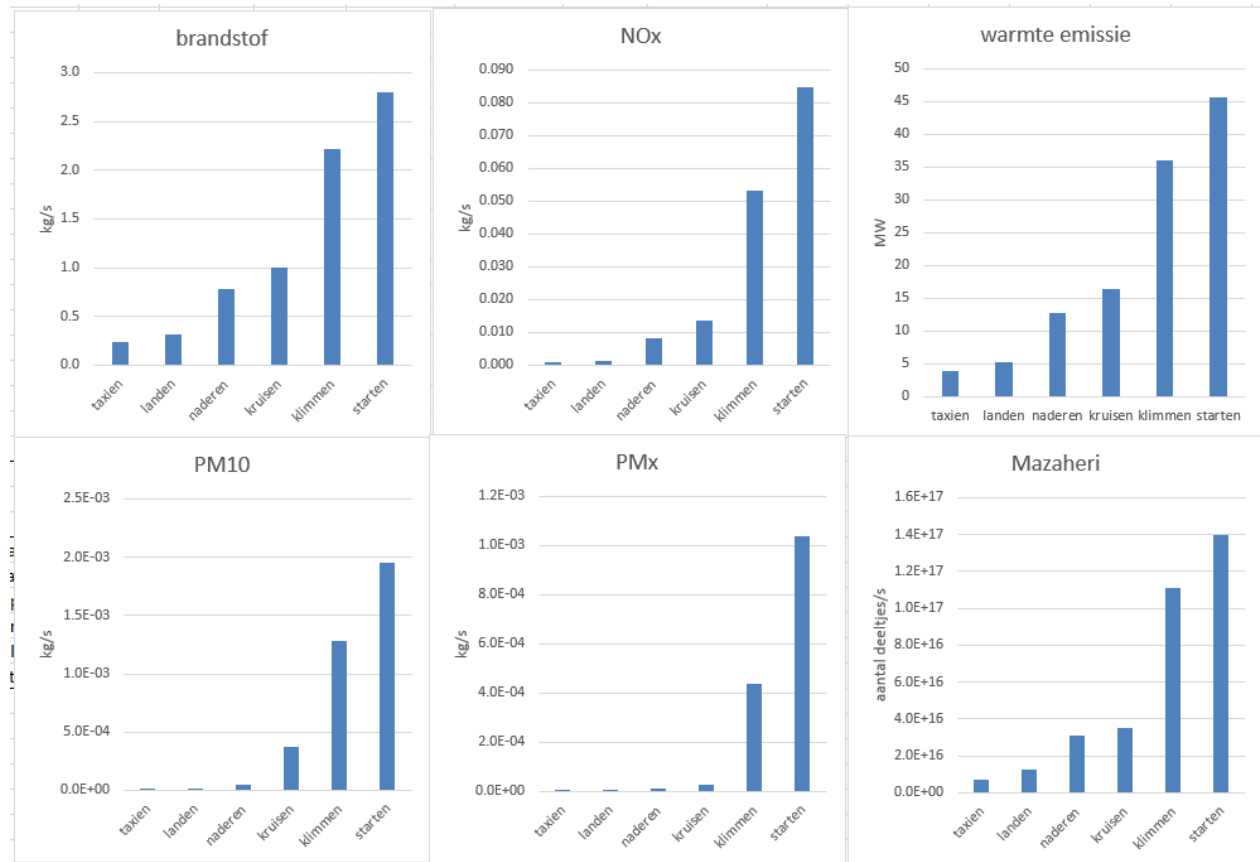 brandstof
3.0
2.5
2.0
1.5
1.0
0.5
0.0
kg/s
taxien
landen
naderen
kruisen
klimmen
starten
NOx
0.090
0.080
0.070
0.060
0.050
0.040
0.030
0.020
0.010
0.000
kg/s
taxien
landen
naderen
kruisen
klimmen
starten
warmte emissie
50
45
40
35
30
25
20
15
10
5
0
MW
taxien landen naderen kruisen klimmen starten
PM10
2.5E-03
2.0E-03
1.5E-03
1.0E-03
5.0E-04
0.0E+00
kg/s
taxien
landen
naderen
kruisen
klimmen
starten
PMx
1.2E-03
1.0E-03
8.0E-04
6.0E-04
4.0E-04
2.0E-04
0.0E+00
kg/s
taxien
landen
naderen
kruisen
klimmen
starten
Mazaheri
1.6E+17
1.4E+17
1.2E+17
1.0E+17
8.0E+16
6.0E+16
4.0E+16
2.0E+16
0.0E+00
aantal deeltjes/s
taxien
landen
naderen
kruisen
klimmen
starten